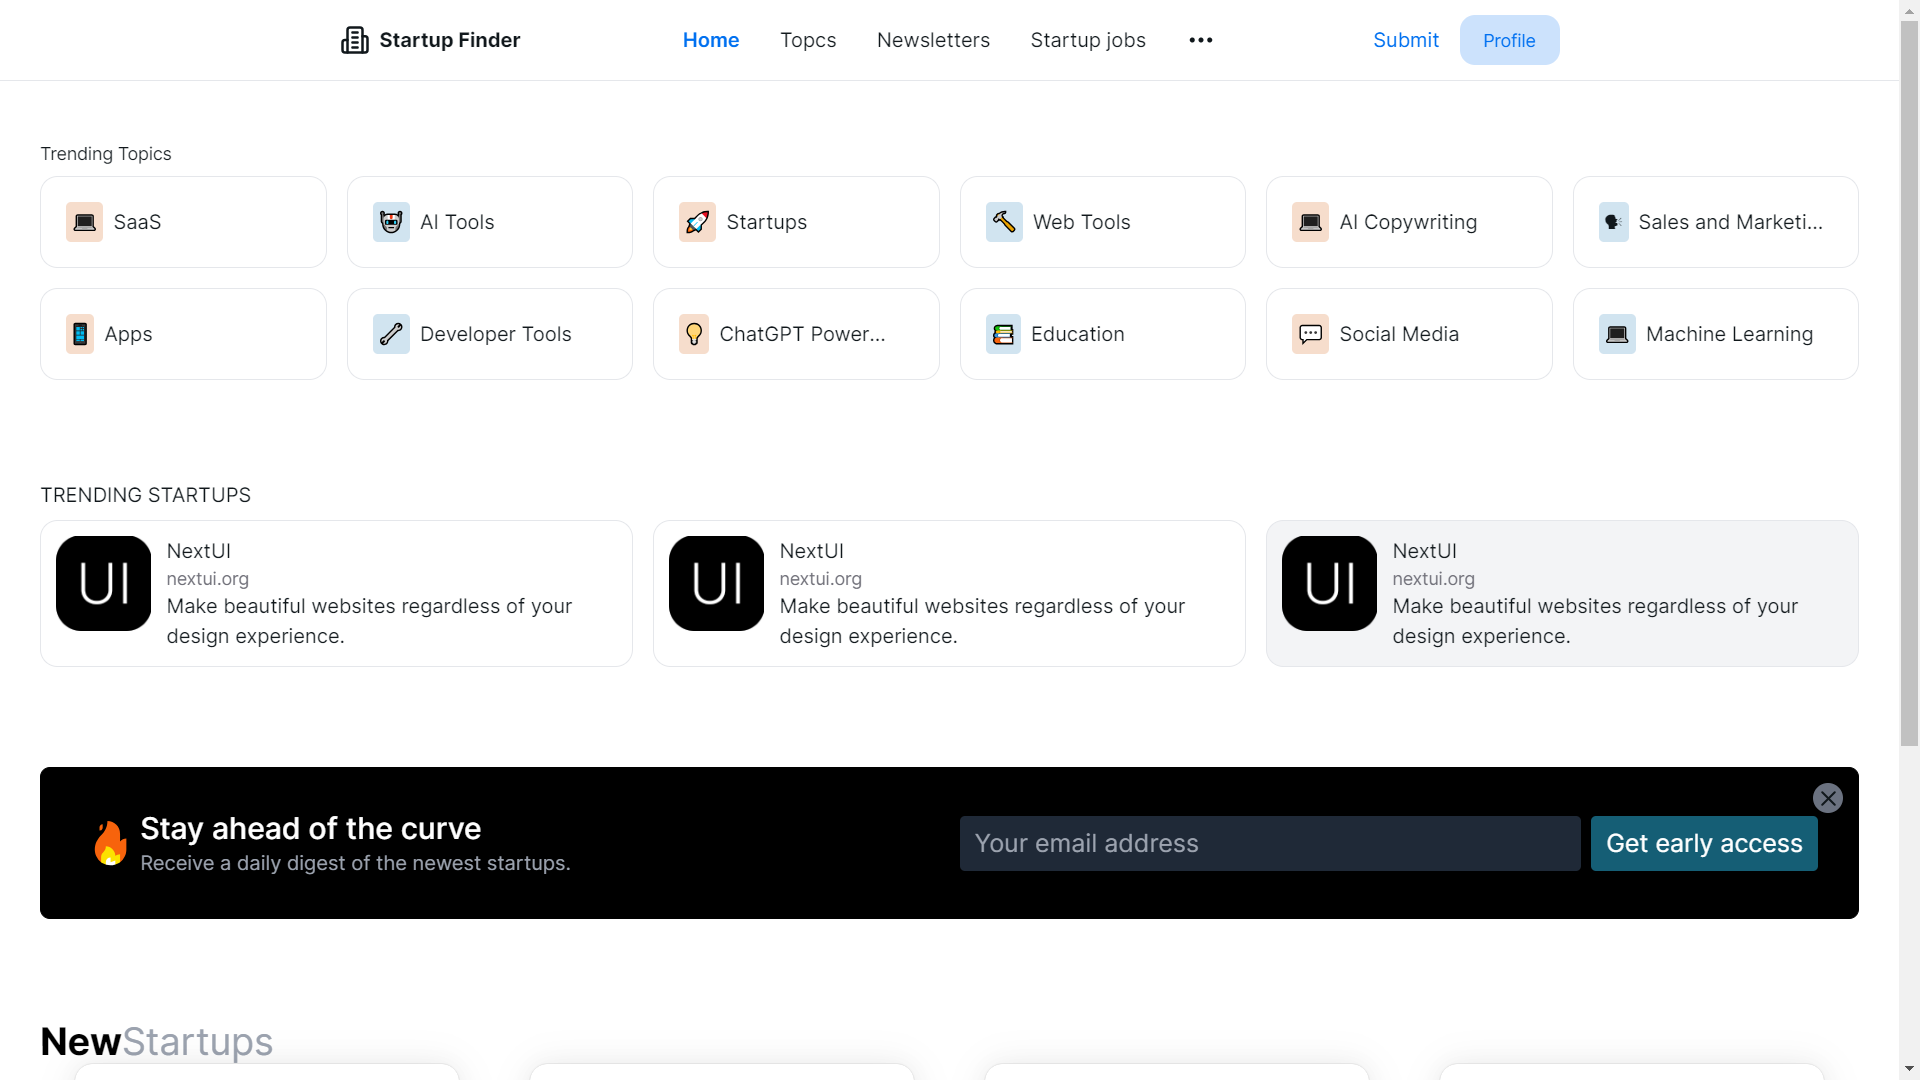 Startup Finder
Home
Topcs
Newsletters
Startup jobs
Submit
Profile
Trending Topics
SaaS
AI Tools
Startups
Web Tools
AI Copywriting
Sales and Marketi...
Apps
Developer Tools
ChatGPT Power...
Education
Social Media
Machine Learning
TRENDING STARTUPS
UI
NextUI
nextui.org
Make beautiful websites regardless of your
design experience.
UI
NextUI
nextui.org
Make beautiful websites regardless of your
design experience.
UI
NextUI
nextui.org
Make beautiful websites regardless of your
design experience.
Stay ahead of the curve
Receive a daily digest of the newest startups.
Your email address
Get early access
NewStartups